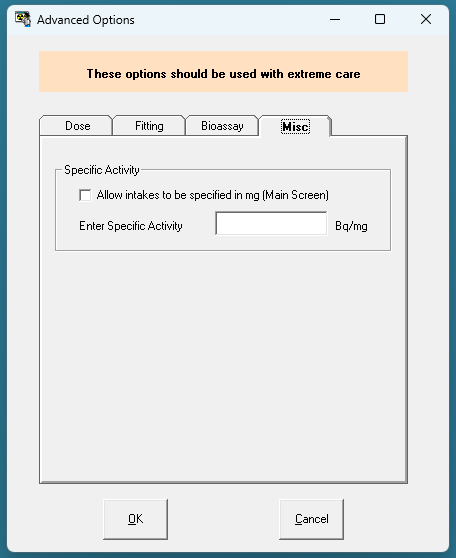 Advanced Options
These options should be used with extreme care
Dose Fitting Bioassay Misc
Specific Activity
Allow intakes to be specified in mg (Main Screen)
Enter Specific Activity Bq/mg
OK Cancel